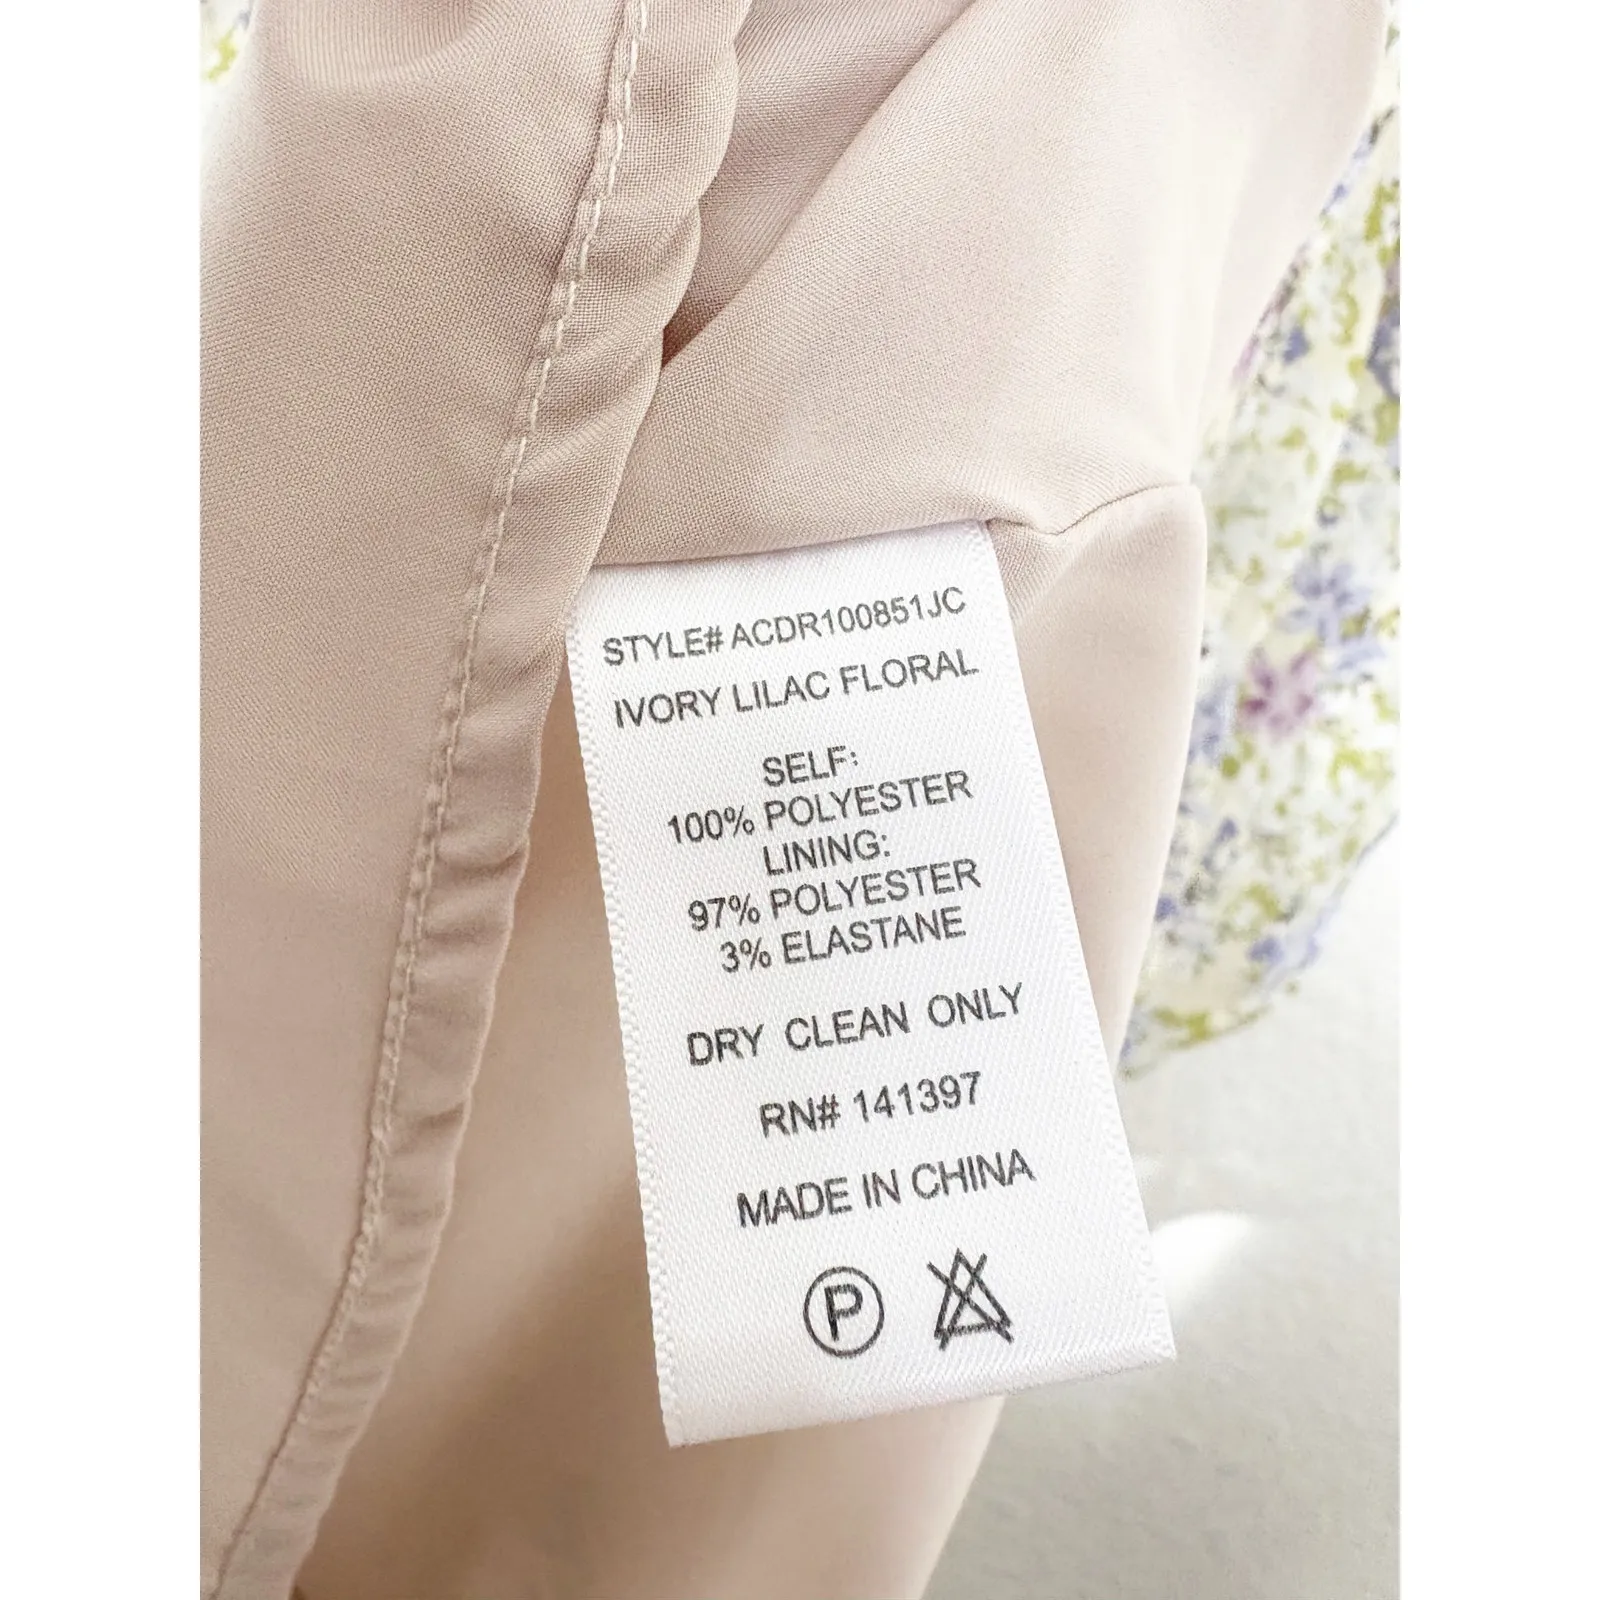 STYLE# ACDR100851JC
IVORY LILAC FLORAL
SELF:
100% POLYESTER
LINING:
97% POLYESTER
3% ELASTANE
DRY CLEAN ONLY
RN# 141397
MADE IN CHINA
P